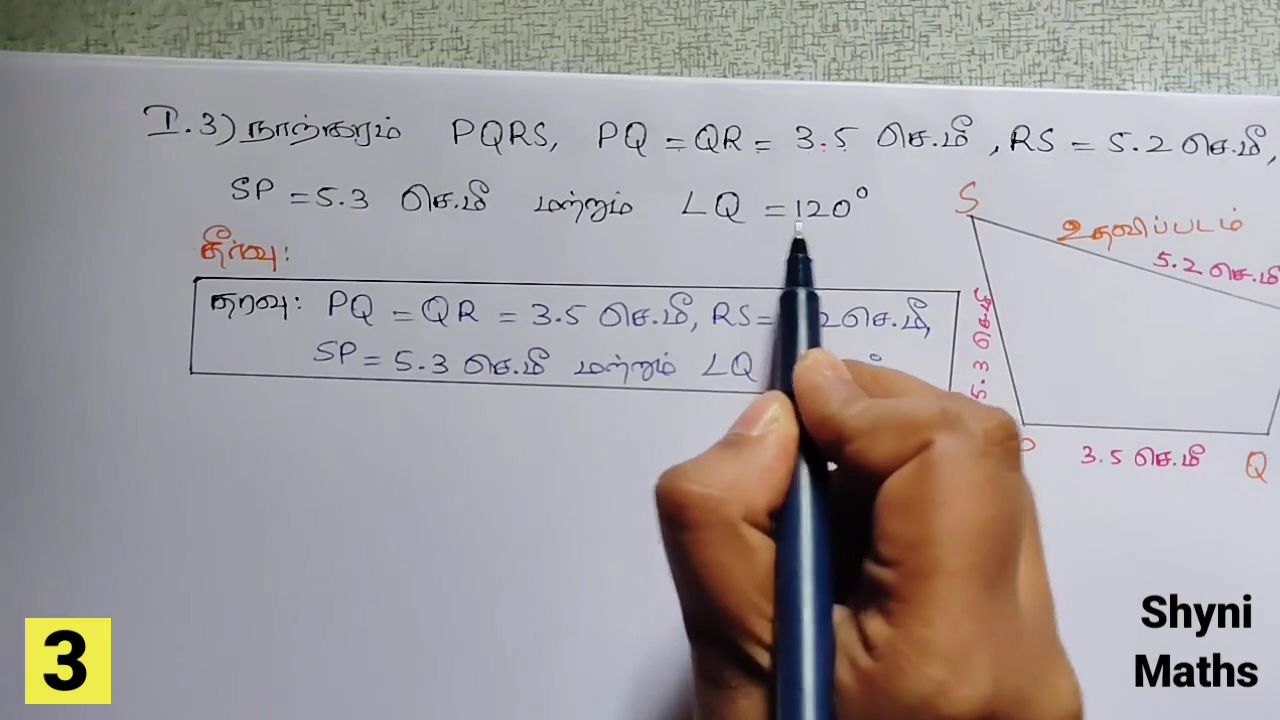 I.3) நாற்கரம் PQRS, PQ = QR = 3.5 செ.மீ, RS = 5.2 செ.மீ,
SP = 5.3 செ.மீ மற்றும் ∠Q = 120°
தீர்வு:
தரவு: PQ = QR = 3.5 செ.மீ, RS= 2 செ.மீ,
SP = 5.3 செ.மீ மற்றும் ∠Q °
S
உதவிப்படம்
5.2 செ.மீ
5.3 செ.மீ
3.5 செ.மீ Q
3
Shyni
Maths